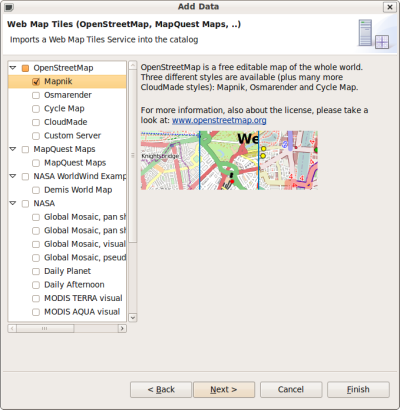 Add Data
Web Map Tiles (OpenStreetMap, MapQuest Maps, ..)
Imports a Web Map Tiles Service into the catalog
OpenStreetMap
Mapnik
Osmarender
Cycle Map
CloudMade
Custom Server
MapQuest Maps
MapQuest Maps
NASA WorldWind Examp
Demis World Map
NASA
Global Mosaic, pan sh
Global Mosaic, pan sh
Global Mosaic, visual
Global Mosaic, pseud
Daily Planet
Daily Afternoon
MODIS TERRA visual
MODIS AQUA visual
OpenStreetMap is a free editable map of the whole world.
Three different styles are available (plus many more
CloudMade styles): Mapnik, Osmarender and Cycle Map.
For more information, also about the license, please take a
look at: www.openstreetmap.org
Knightsbridge
We
< Back
Next >
Cancel
Finish